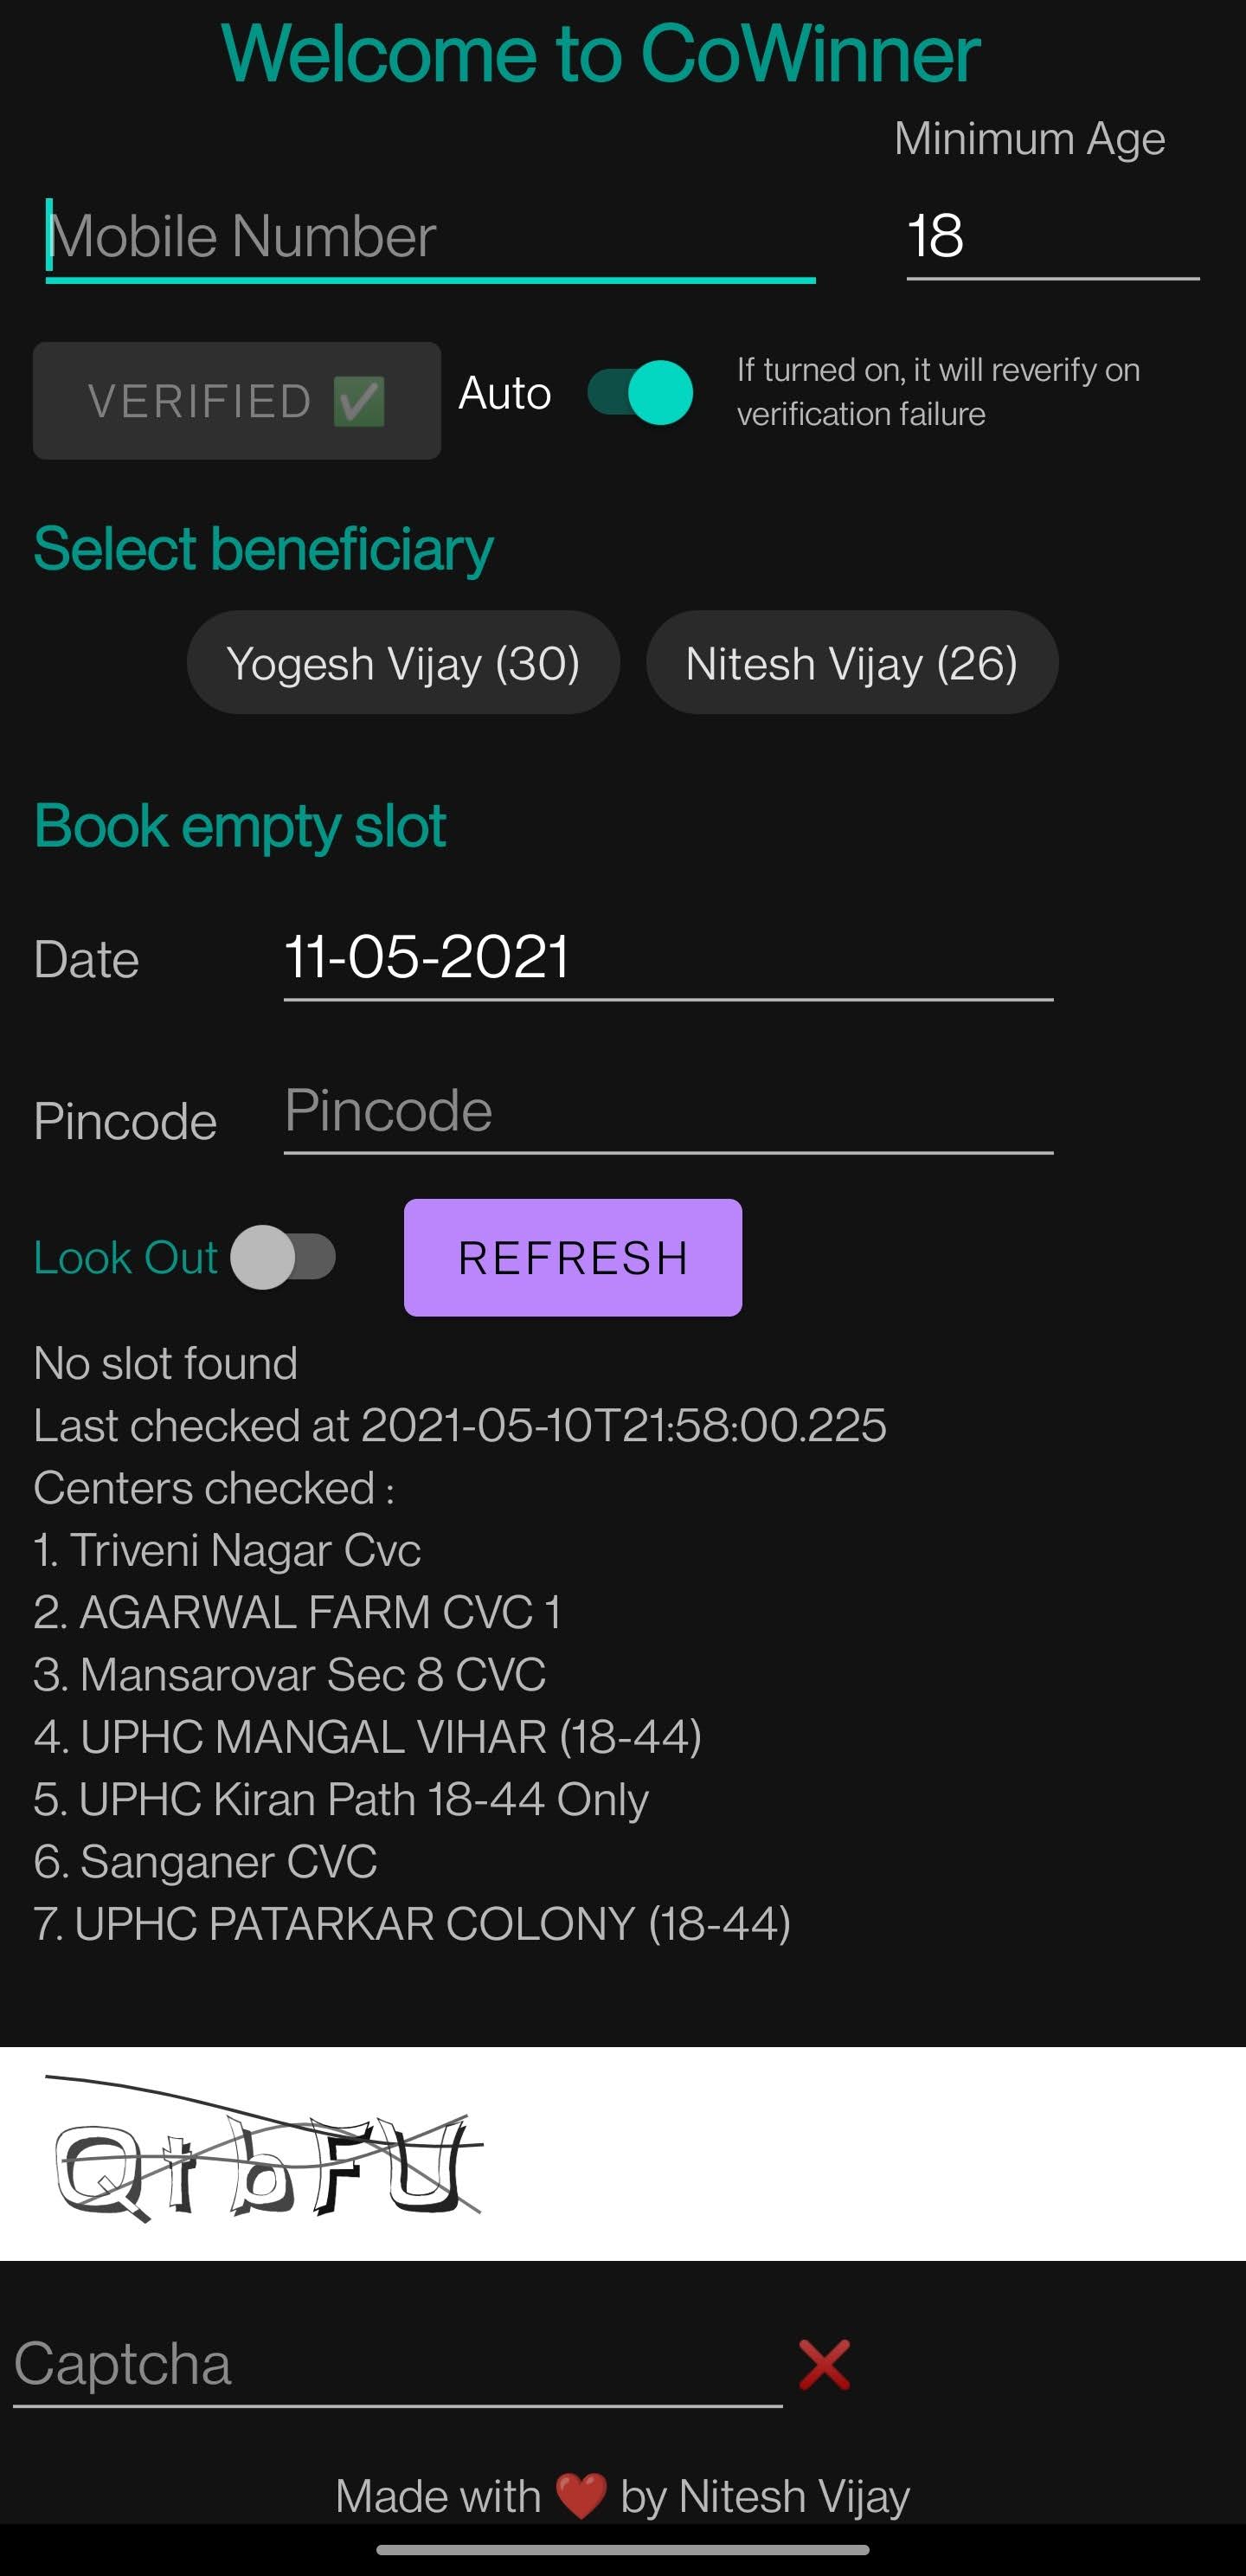 Welcome to CoWinner
Minimum Age
Mobile Number
18
VERIFIED ✅
Auto
If turned on, it will reverify on
verification failure
Select beneficiary
Yogesh Vijay (30)
Nitesh Vijay (26)
Book empty slot
Date
11-05-2021
Pincode
Pincode
Look Out
REFRESH
No slot found
Last checked at 2021-05-10T21:58:00.225
Centers checked :
1. Triveni Nagar Cvc
2. AGARWAL FARM CVC 1
3. Mansarovar Sec 8 CVC
4. UPHC MANGAL VIHAR (18-44)
5. UPHC Kiran Path 18-44 Only
6. Sanganer CVC
7. UPHC PATARKAR COLONY (18-44)
QtbFU
Captcha
❌
Made with ❤️ by Nitesh Vijay